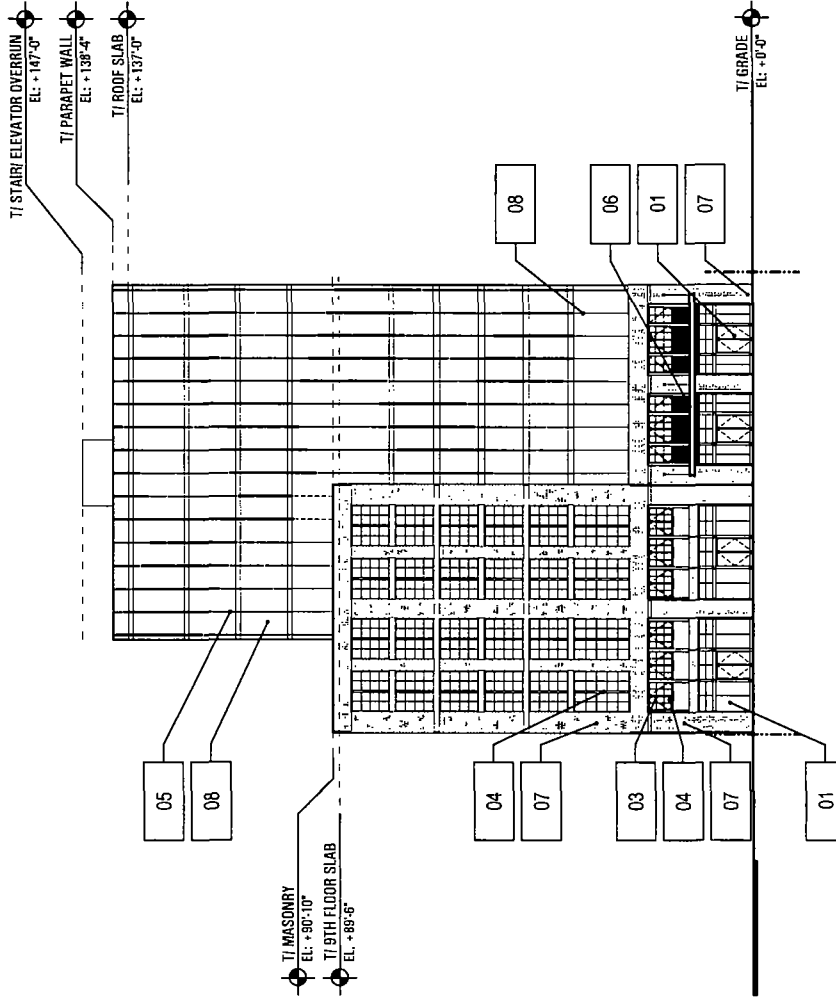 T/ STAIR/ ELEVATOR OVERRUN
EL: +147'-0"
T/ PARAPET WALL
EL: +138'-4"
T/ ROOF SLAB
EL: +137'-0"
T/ GRADE
EL: +0'-0"
08
06
01
07
05
08
04
07
03
04
07
01
T/ MASONRY
EL: +90'-10"
T/ 9TH FLOOR SLAB
EL. +89'-6"